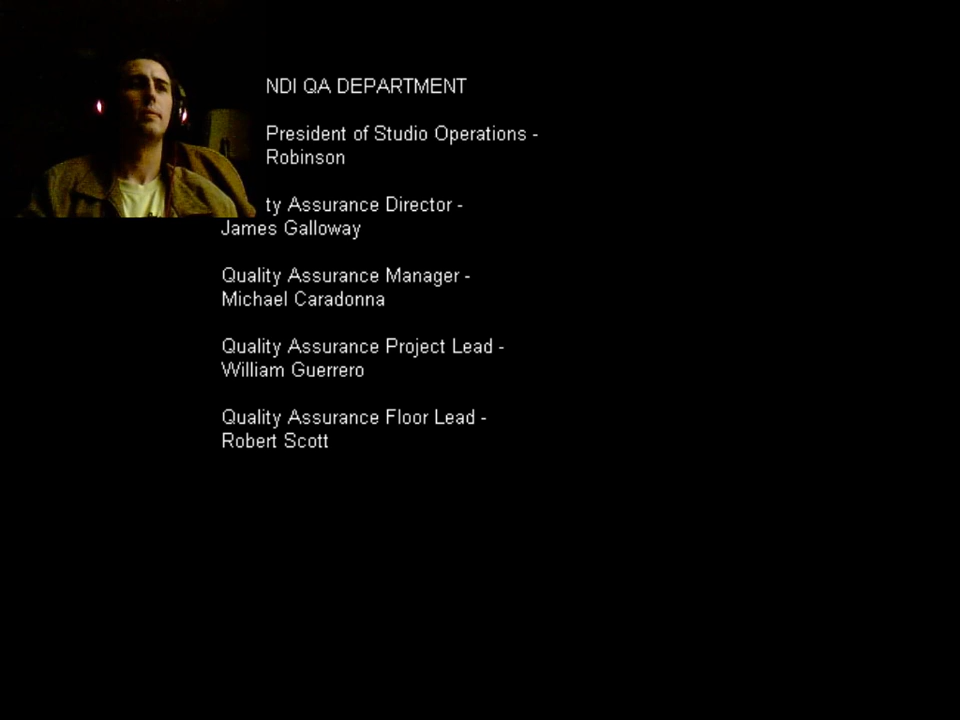 NDI QA DEPARTMENT
President of Studio Operations -
Robinson
ty Assurance Director -
James Galloway
Quality Assurance Manager -
Michael Caradonna
Quality Assurance Project Lead -
William Guerrero
Quality Assurance Floor Lead -
Robert Scott